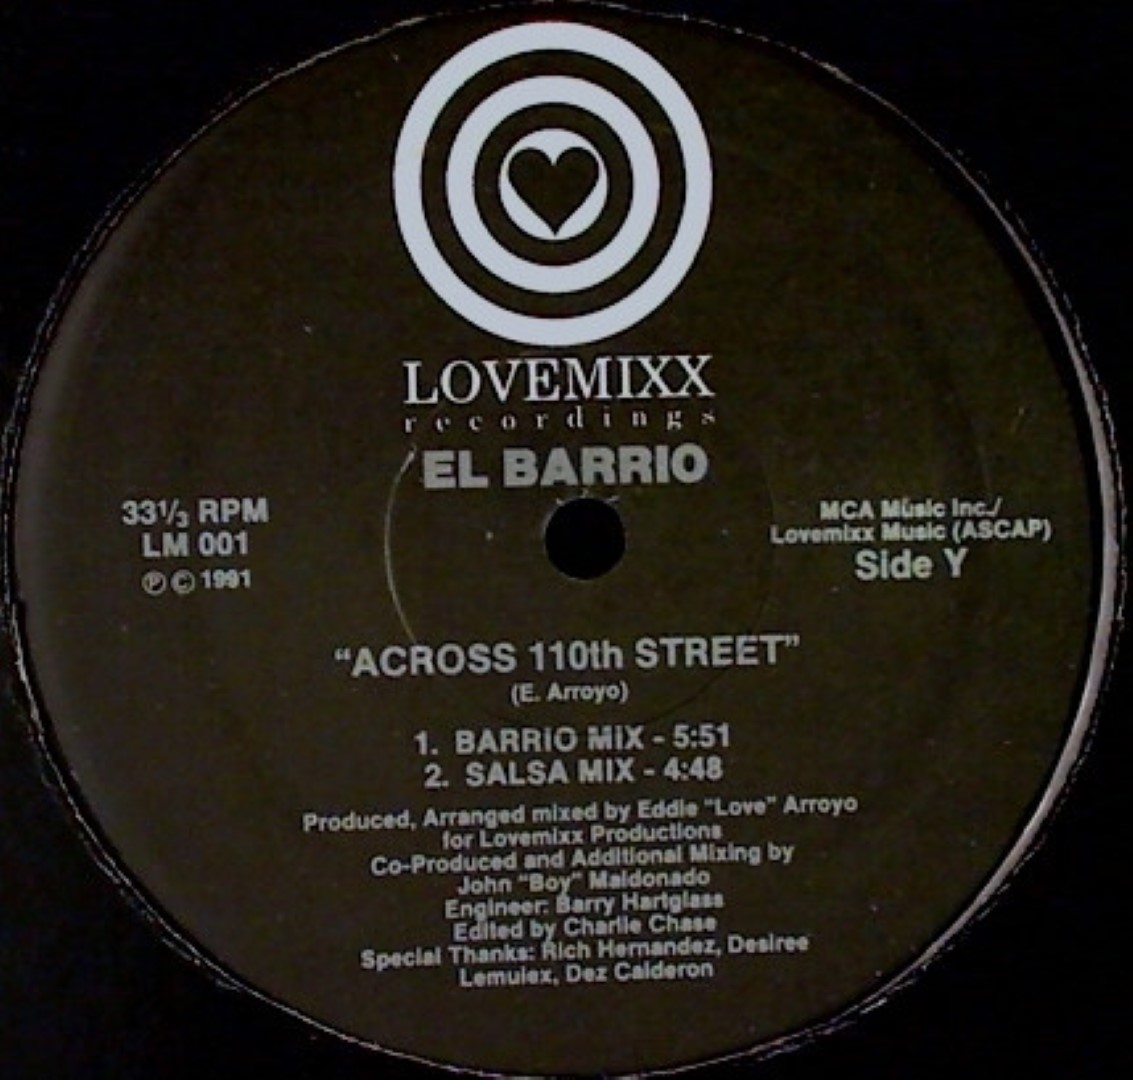 LOVEMIXX
recordings
EL BARRIO
33⅓ RPM
LM 001
℗ © 1991
MCA Music Inc./
Lovemixx Music (ASCAP)
Side Y
“ACROSS 110th STREET”
(E. Arroyo)
1. BARRIO MIX - 5:51
2. SALSA MIX - 4:48
Produced, Arranged mixed by Eddie “Love” Arroyo
for Lovemixx Productions
Co-Produced and Additional Mixing by
John “Boy” Maldonado
Engineer: Barry Hartglass
Edited by Charlie Chase
Special Thanks: Rich Hernandez, Desiree
Lemulex, Dez Calderon